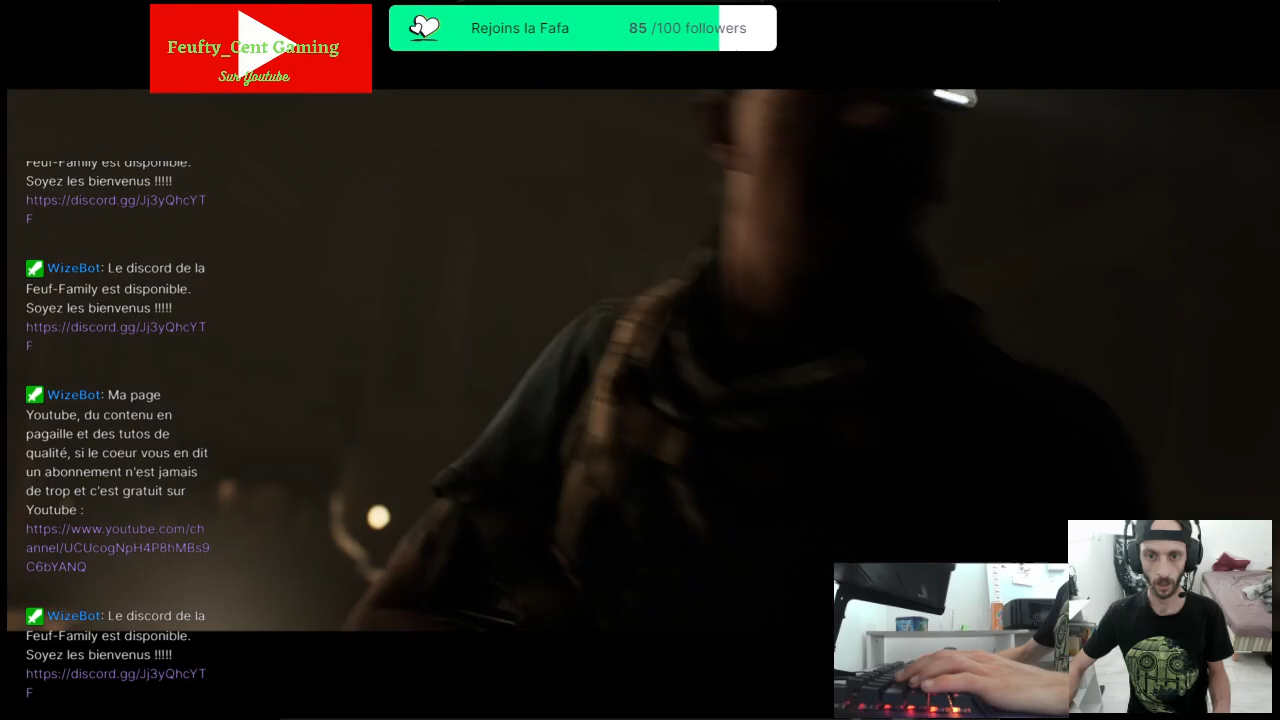 Feufty_Cent Gaming
Sur Youtube
Rejoins la Fafa 85 /100 followers
Feuf-Family est disponible.
Soyez les bienvenus !!!!!
https://discord.gg/Jj3yQhcYT
F
WizeBot: Le discord de la
Feuf-Family est disponible.
Soyez les bienvenus !!!!!
https://discord.gg/Jj3yQhcYT
F
WizeBot: Ma page
Youtube, du contenu en
pagaille et des tutos de
qualité, si le coeur vous en dit
un abonnement n'est jamais
de trop et c'est gratuit sur
Youtube :
https://www.youtube.com/ch
annel/UCUcogNpH4P8hMBs9
C6bYANQ
WizeBot: Le discord de la
Feuf-Family est disponible.
Soyez les bienvenus !!!!!
https://discord.gg/Jj3yQhcYT
F